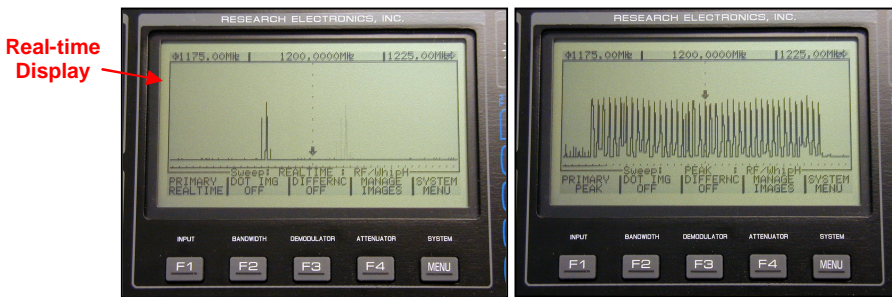 Real-time
Display
RESEARCH ELECTRONICS, INC.
1175.00MHz | 1200.0000MHz | 1225.00MHz
Sweep: REALTIME : RF/WhipH
PRIMARY | DOT IMG | DIFFERNC | MANAGE | SYSTEM
REALTIME | OFF | OFF | IMAGES | MENU
INPUT BANDWIDTH DEMODULATOR ATTENUATOR SYSTEM
F1 F2 F3 F4 MENU
RESEARCH ELECTRONICS, INC.
1175.00MHz | 1200.0000MHz | 1225.00MHz
Sweep: PEAK : RF/WhipH
PRIMARY | DOT IMG | DIFFERNC | MANAGE | SYSTEM
PEAK | OFF | OFF | IMAGES | MENU
INPUT BANDWIDTH DEMODULATOR ATTENUATOR SYSTEM
F1 F2 F3 F4 MENU